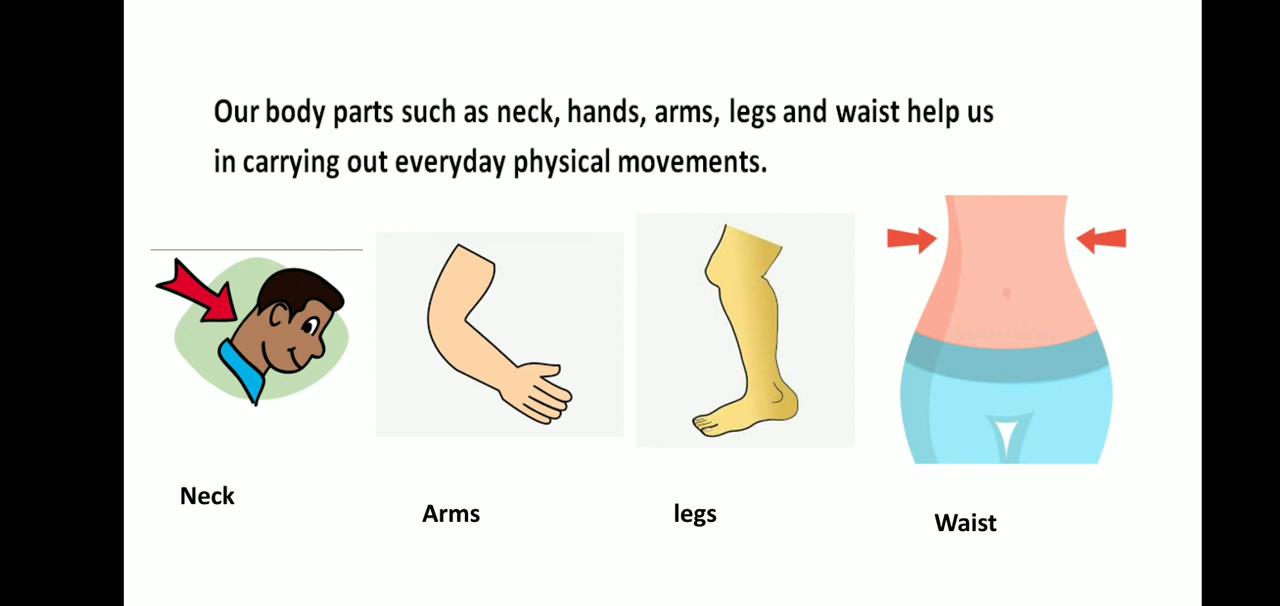 Our body parts such as neck, hands, arms, legs and waist help us
in carrying out everyday physical movements.
Neck
Arms
legs
Waist